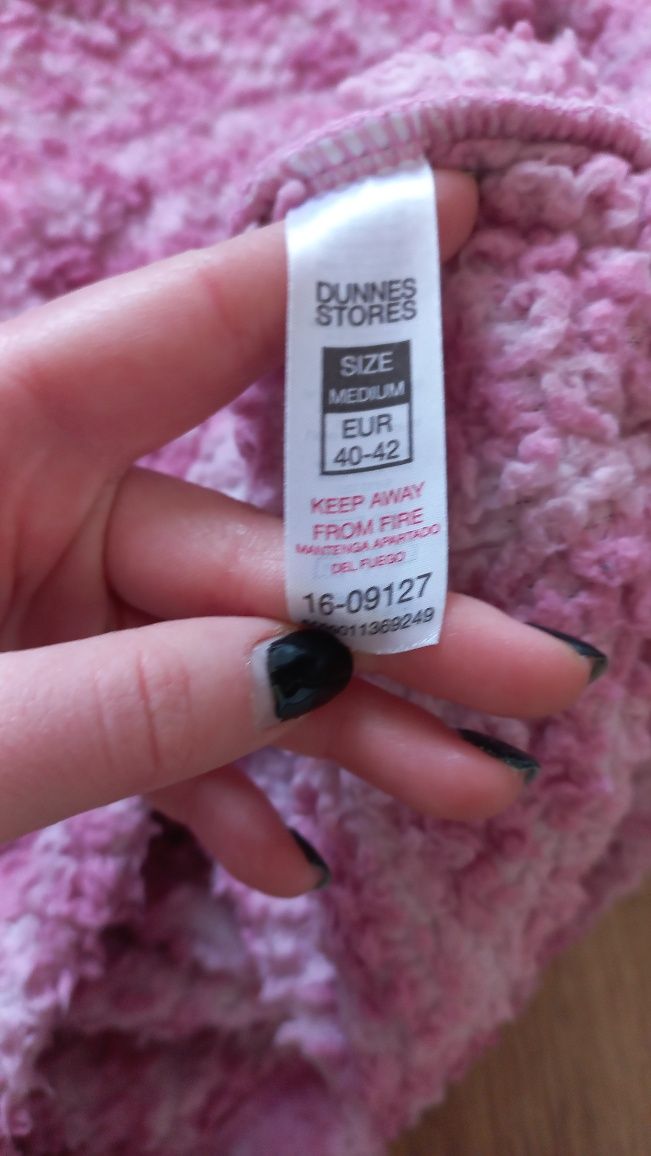 DUNNES
STORES
SIZE
MEDIUM
EUR
40-42
KEEP AWAY
FROM FIRE
MANTENGA APARTADO
DEL FUEGO
16-09127